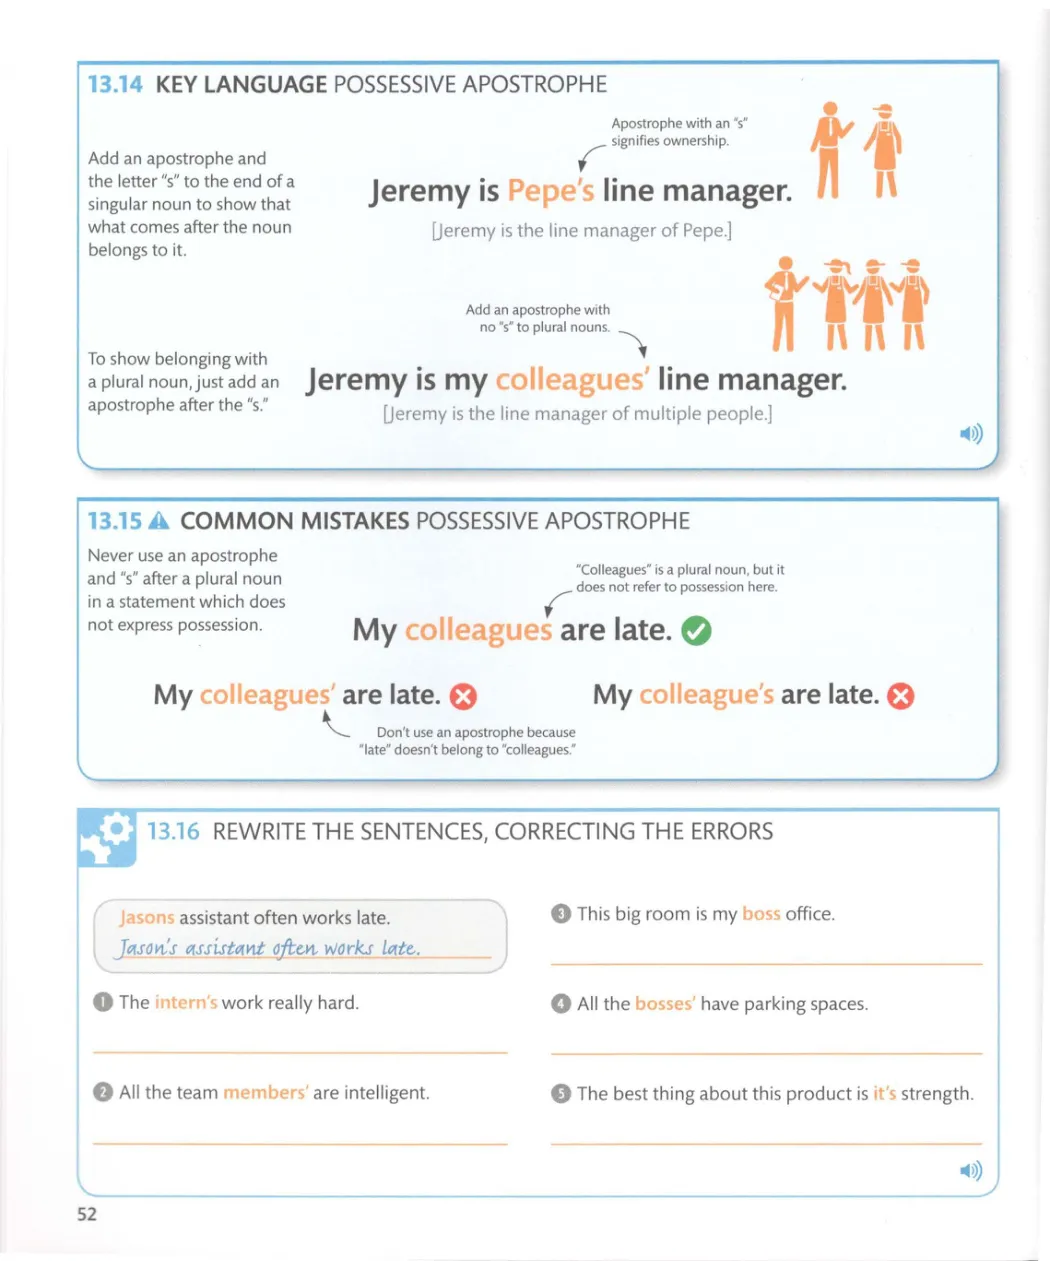 13.14 KEY LANGUAGE POSSESSIVE APOSTROPHE
Add an apostrophe and
the letter “s” to the end of a
singular noun to show that
what comes after the noun
belongs to it.
Apostrophe with an “s”
signifies ownership.
Jeremy is Pepe's line manager.
[Jeremy is the line manager of Pepe.]
Add an apostrophe with
no “s” to plural nouns.
To show belonging with
a plural noun, just add an
apostrophe after the “s.”
Jeremy is my colleagues' line manager.
[Jeremy is the line manager of multiple people.]
13.15 COMMON MISTAKES POSSESSIVE APOSTROPHE
Never use an apostrophe
and “s” after a plural noun
in a statement which does
not express possession.
“Colleagues” is a plural noun, but it
does not refer to possession here.
My colleagues are late.
My colleagues' are late.
My colleague's are late.
Don't use an apostrophe because
“late” doesn't belong to “colleagues.”
13.16 REWRITE THE SENTENCES, CORRECTING THE ERRORS
Jasons assistant often works late.
Jason's assistant often works late.
1 The intern's work really hard.
2 All the team members' are intelligent.
3 This big room is my boss office.
4 All the bosses' have parking spaces.
5 The best thing about this product is it's strength.
52